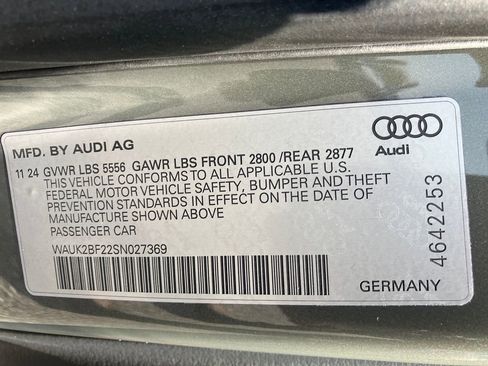 MFD. BY AUDI AG
11 24 GVWR LBS 5556 GAWR LBS FRONT 2800 /REAR 2877
THIS VEHICLE CONFORMS TO ALL APPLICABLE U.S.
FEDERAL MOTOR VEHICLE SAFETY, BUMPER AND THEFT
PREVENTION STANDARDS IN EFFECT ON THE DATE OF
MANUFACTURE SHOWN ABOVE
PASSENGER CAR
WAUK2BF22SN027369
Audi
4642253
GERMANY